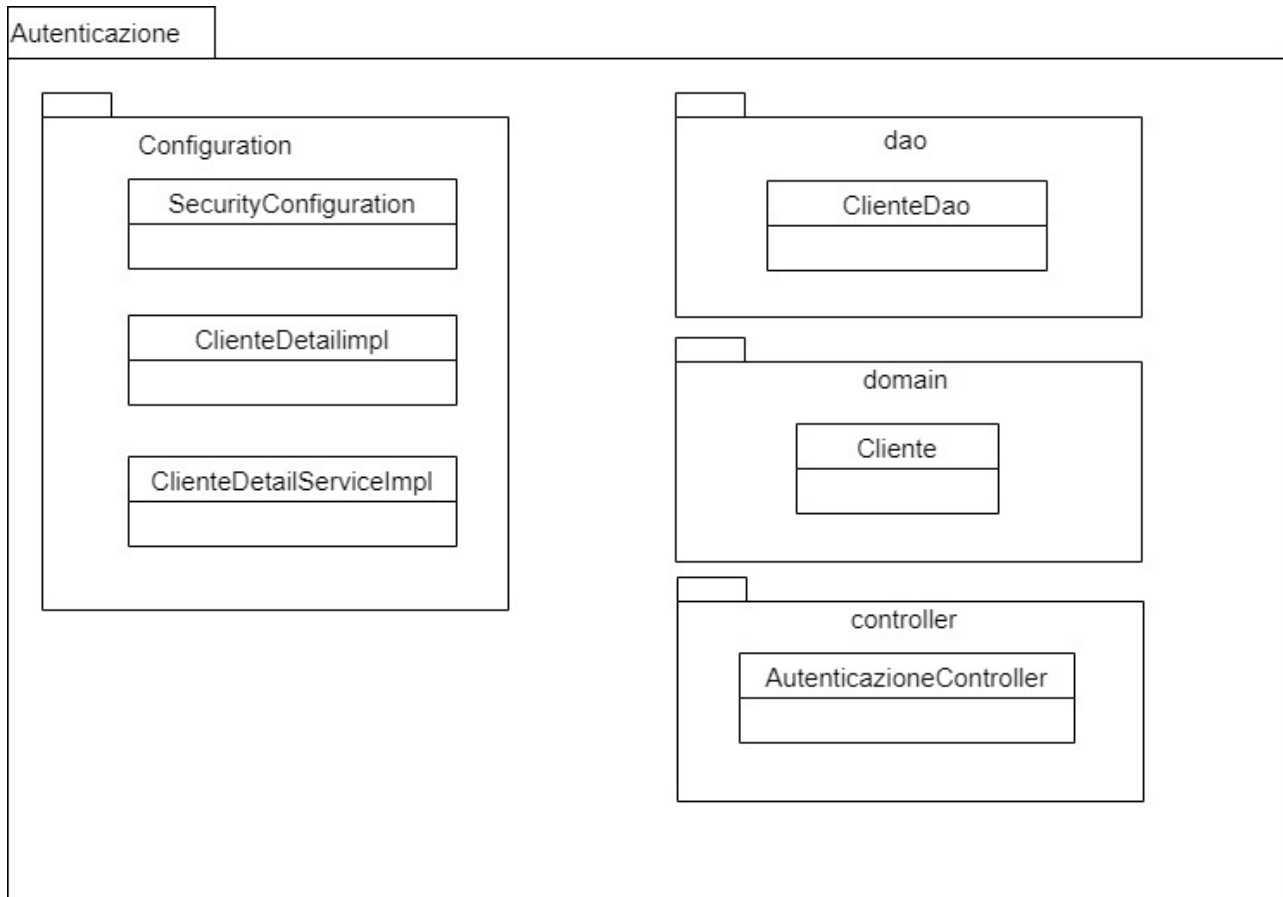 Autenticazione
Configuration
SecurityConfiguration
ClienteDetailimpl
ClienteDetailServiceImpl
dao
ClienteDao
domain
Cliente
controller
AutenticazioneController